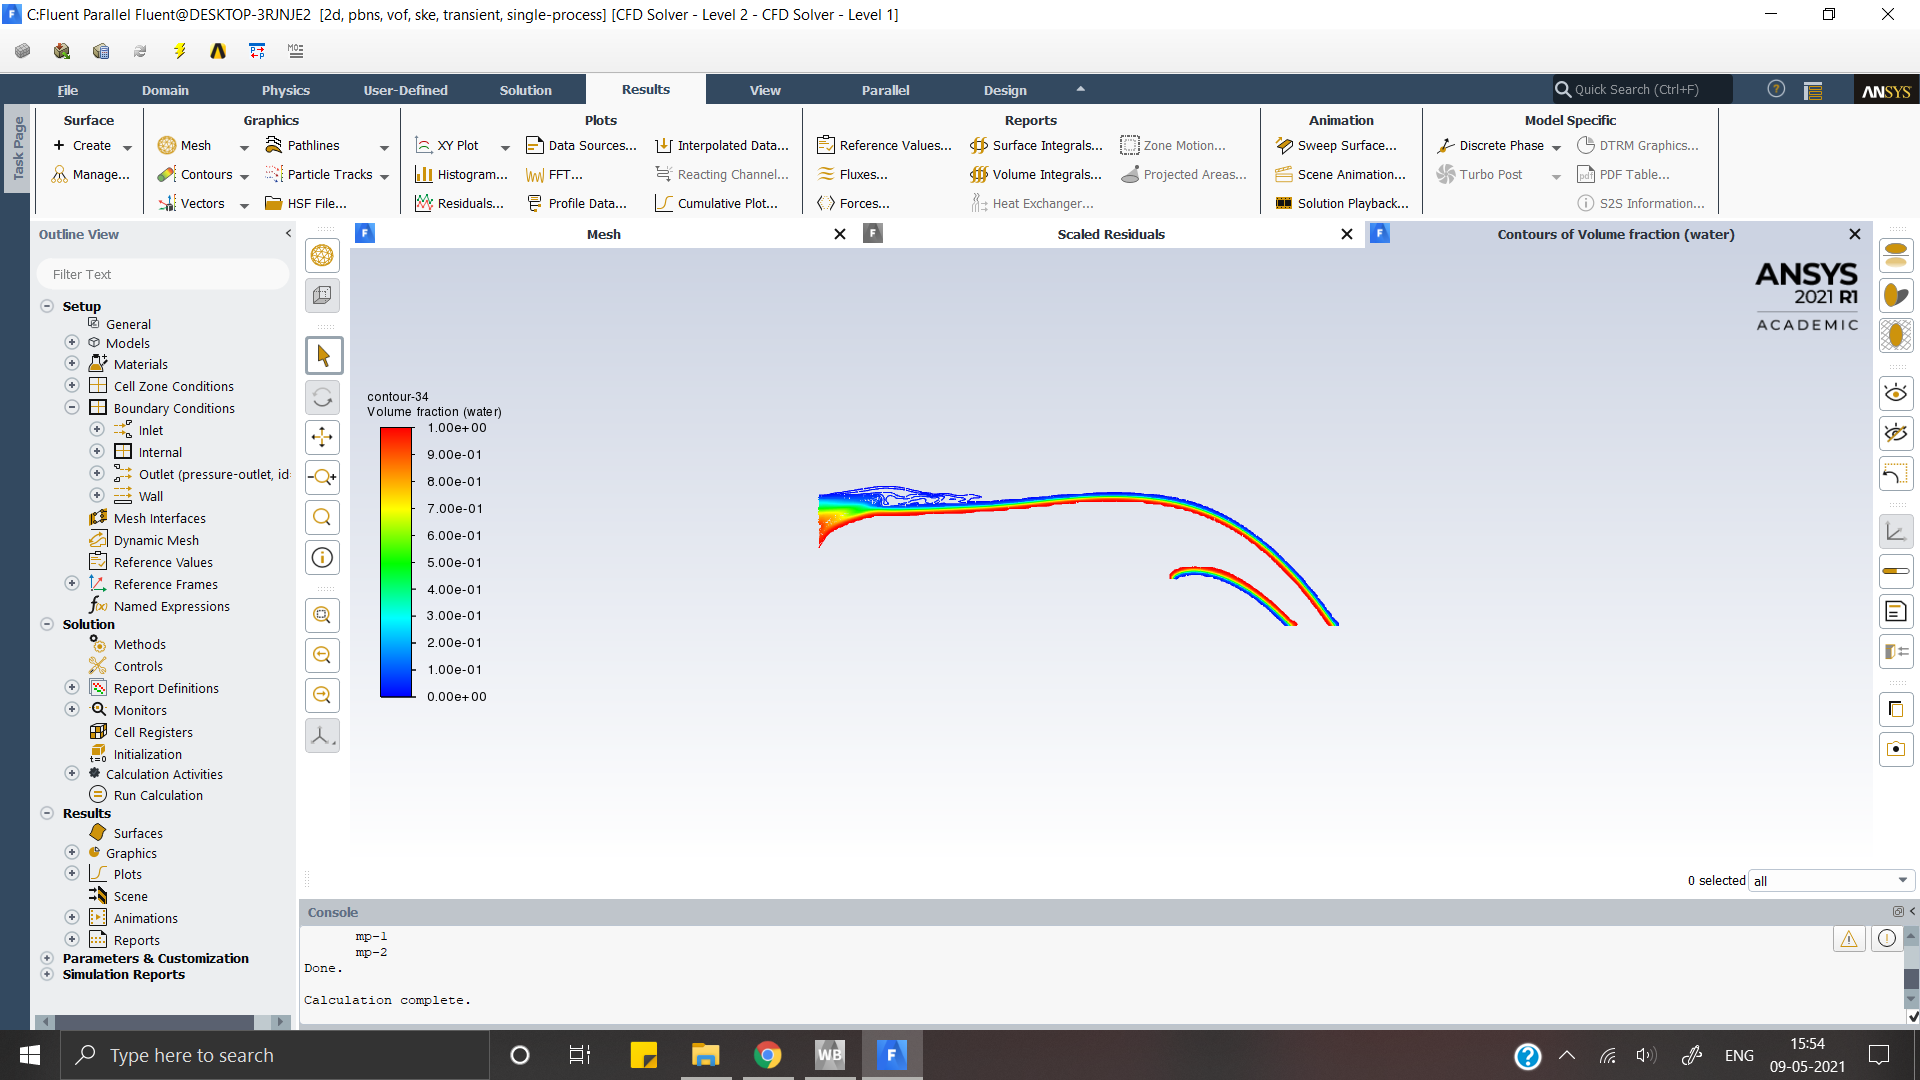 C:Fluent Parallel Fluent@DESKTOP-3RJNJE2 [2d, pbns, vof, ske, transient, single-process] [CFD Solver - Level 2 - CFD Solver - Level 1]
File Domain Physics User-Defined Solution Results View Parallel Design Quick Search (Ctrl+F) ANSYS
Task Page
Surface Graphics Plots Reports Animation Model Specific
Create Mesh Pathlines XY Plot Data Sources... Interpolated Data... Reference Values... Surface Integrals... Zone Motion... Sweep Surface... Discrete Phase DTRM Graphics...
Manage... Contours Particle Tracks Histogram... FFT... Reacting Channel... Fluxes... Volume Integrals... Projected Areas... Scene Animation... Turbo Post PDF Table...
Vectors HSF File... Residuals... Profile Data... Cumulative Plot... Forces... Heat Exchanger... Solution Playback... S2S Information...
Outline View
Mesh Scaled Residuals Contours of Volume fraction (water)
Filter Text
Setup
General
Models
Materials
Cell Zone Conditions
Boundary Conditions
Inlet
Internal
Outlet (pressure-outlet, id
Wall
Mesh Interfaces
Dynamic Mesh
Reference Values
Reference Frames
Named Expressions
Solution
Methods
Controls
Report Definitions
Monitors
Cell Registers
Initialization
Calculation Activities
Run Calculation
Results
Surfaces
Graphics
Plots
Scene
Animations
Reports
Parameters & Customization
Simulation Reports
ANSYS
2021 R1
ACADEMIC
contour-34
Volume fraction (water)
1.00e+00
9.00e-01
8.00e-01
7.00e-01
6.00e-01
5.00e-01
4.00e-01
3.00e-01
2.00e-01
1.00e-01
0.00e+00
0 selected all
Console
mp-1
mp-2
Done.
Calculation complete.
Type here to search
WB
ENG
15:54
09-05-2021